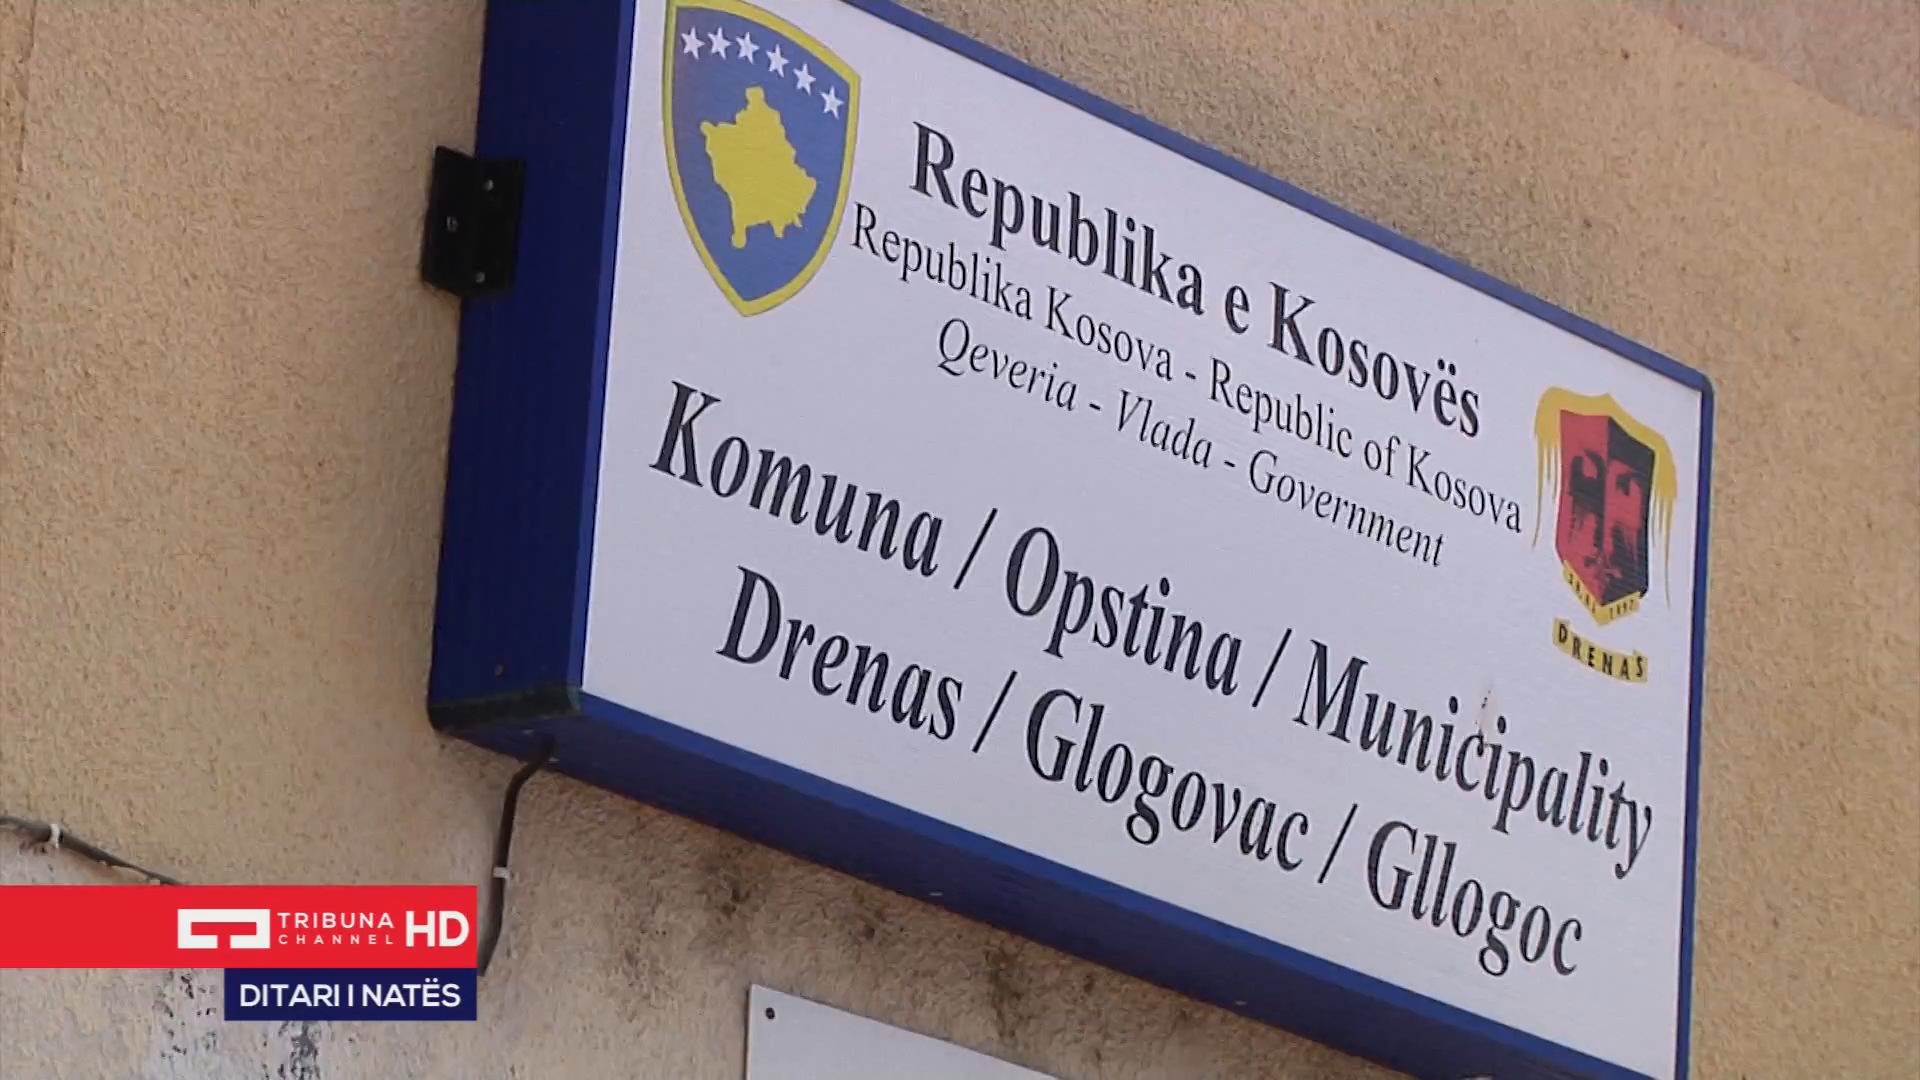 Republika e Kosovës
Republika Kosova - Republic of Kosova
Qeveria - Vlada - Government
Komuna / Opstina / Municipality
Drenas / Glogovac / Gllogoc
DRENAS
TRIBUNA
CHANNEL
HD
DITARI I NATËS